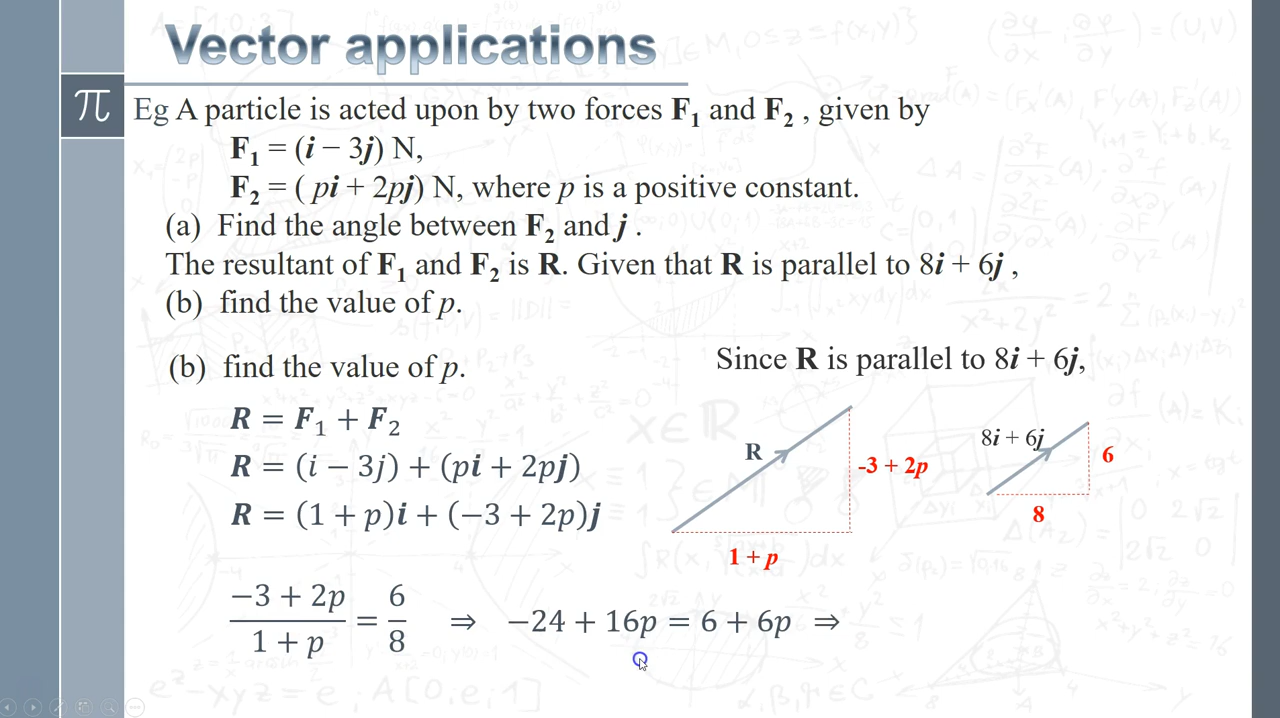 Vector applications
π
Eg A particle is acted upon by two forces F₁ and F₂ , given by
F₁ = (i − 3j) N,
F₂ = ( pi + 2pj) N, where p is a positive constant.
(a) Find the angle between F₂ and j .
The resultant of F₁ and F₂ is R. Given that R is parallel to 8i + 6j ,
(b) find the value of p.
(b) find the value of p.
R = F₁ + F₂
R = (i − 3j) + (pi + 2pj)
R = (1 + p)i + (−3 + 2p)j
Since R is parallel to 8i + 6j,
R
-3 + 2p
1 + p
8i + 6j
6
8
(−3 + 2p)/(1 + p) = 6/8 ⇒ −24 + 16p = 6 + 6p ⇒